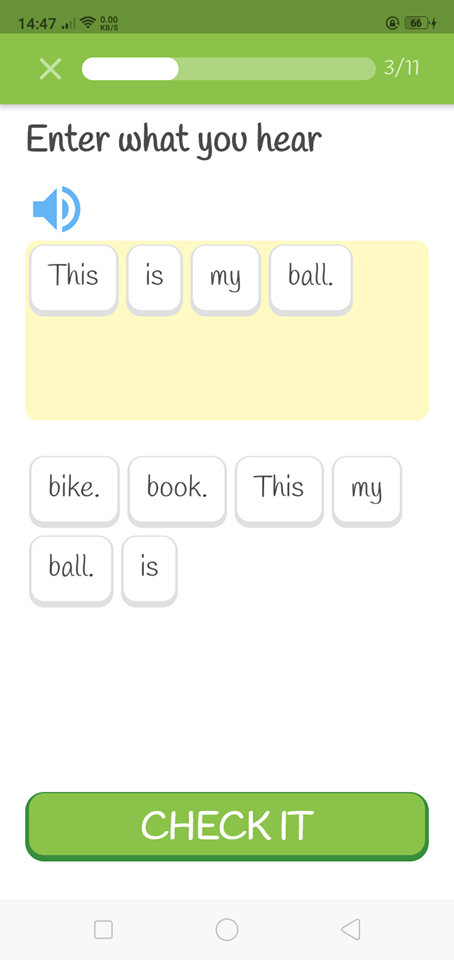 14:47 0.00 KB/S 66
3/11
Enter what you hear
This is my ball.
bike. book. This my
ball. is
CHECK IT